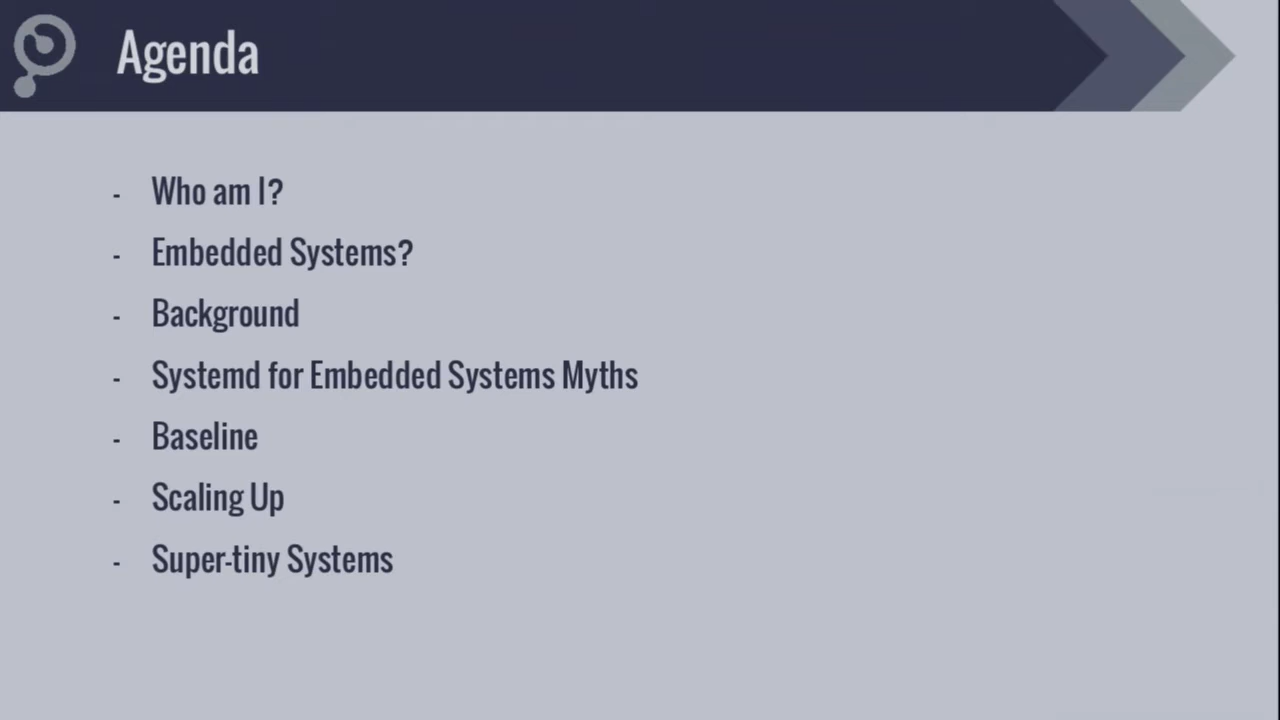 Agenda
- Who am I?
- Embedded Systems?
- Background
- Systemd for Embedded Systems Myths
- Baseline
- Scaling Up
- Super-tiny Systems